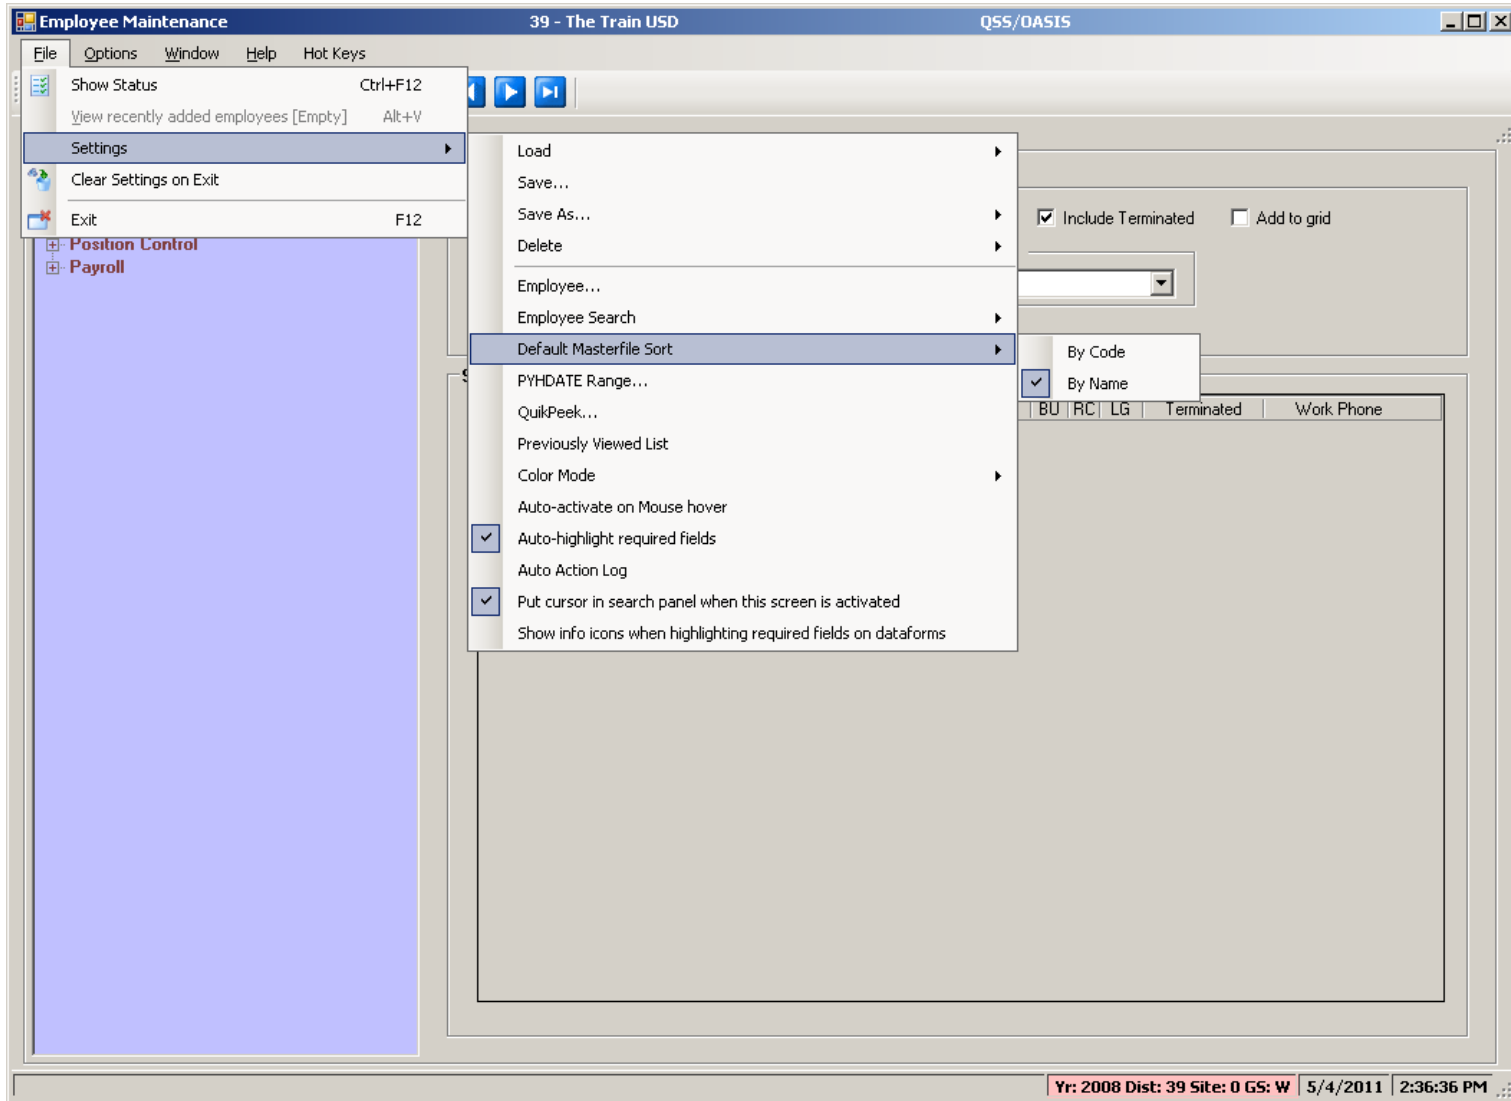 Employee Maintenance 39 - The Train USD QSS/OASIS
File Options Window Help Hot Keys
Show Status Ctrl+F12
View recently added employees [Empty] Alt+V
Settings
Clear Settings on Exit
Exit F12
Position Control
Payroll
Load
Save...
Save As...
Delete
Employee...
Employee Search
Default Masterfile Sort
PYHDATE Range...
QuikPeek...
Previously Viewed List
Color Mode
Auto-activate on Mouse hover
Auto-highlight required fields
Auto Action Log
Put cursor in search panel when this screen is activated
Show info icons when highlighting required fields on dataforms
Include Terminated Add to grid
By Code
By Name
BU RC LG Terminated Work Phone
Yr: 2008 Dist: 39 Site: 0 GS: W 5/4/2011 2:36:36 PM